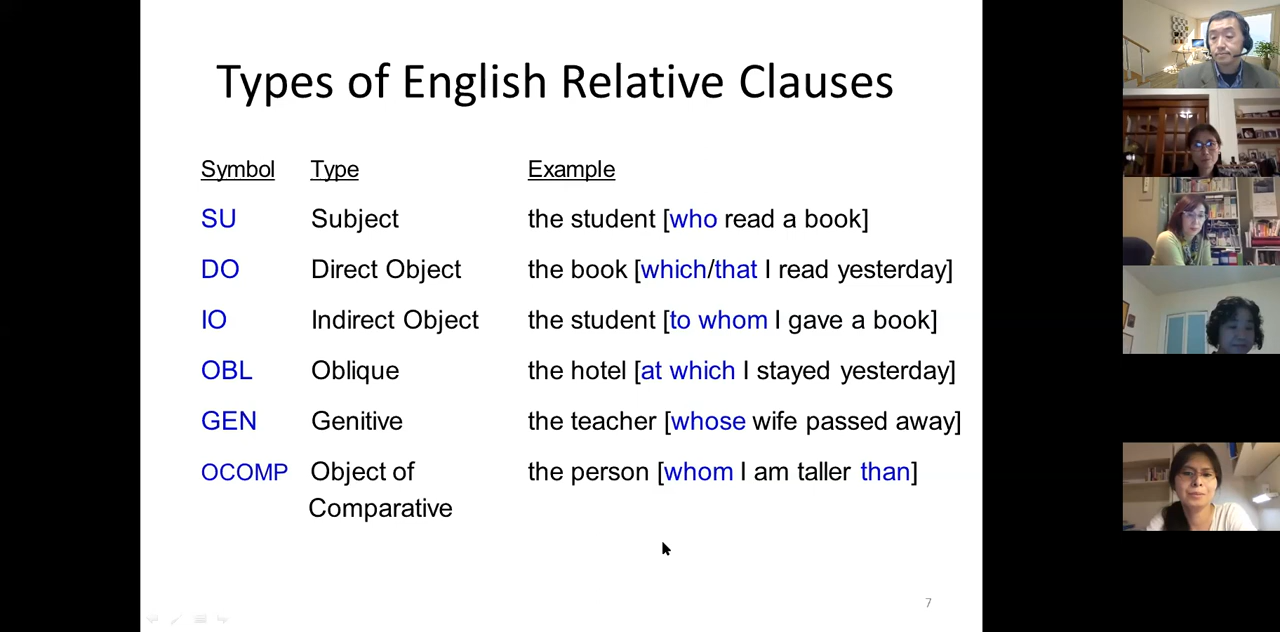 Types of English Relative Clauses
Symbol Type Example
SU Subject the student [who read a book]
DO Direct Object the book [which/that I read yesterday]
IO Indirect Object the student [to whom I gave a book]
OBL Oblique the hotel [at which I stayed yesterday]
GEN Genitive the teacher [whose wife passed away]
OCOMP Object of the person [whom I am taller than]
Comparative
7